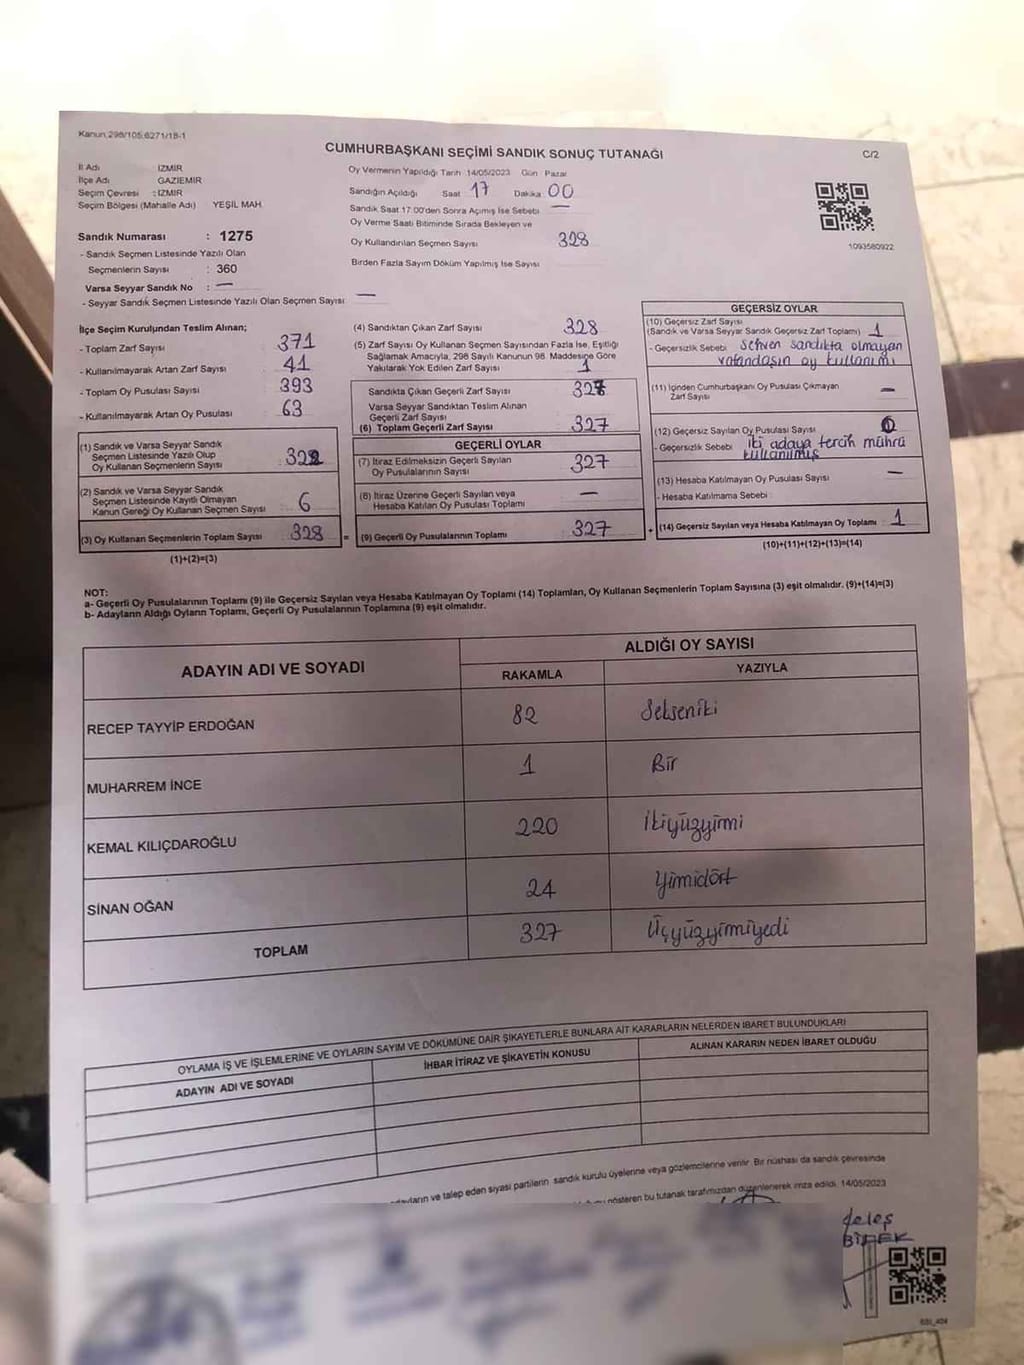 Kanun,298/105,6271/18-1
CUMHURBAŞKANI SEÇİMİ SANDIK SONUÇ TUTANAĞI
C/2
İl Adı İZMİR
İlçe Adı GAZİEMİR
Seçim Çevresi : İZMİR
Seçim Bölgesi (Mahalle Adı) YEŞİL MAH.
Oy Vermenin Yapıldığı Tarih 14/05/2023 Gün Pazar
Sandığın Açıldığı Saat 17 Dakika 00
Sandık Saat 17:00'den Sonra Açımış İse Sebebi —
Oy Verme Saati Bitiminde Sırada Bekleyen ve
Oy Kullandırılan Seçmen Sayısı 328
Birden Fazla Sayım Döküm Yapılmış İse Sayısı
1093580922
Sandık Numarası : 1275
- Sandık Seçmen Listesinde Yazılı Olan
Seçmenlerin Sayısı : 360
Varsa Seyyar Sandık No : —
- Seyyar Sandık Seçmen Listesinde Yazılı Olan Seçmen Sayısı —
İlçe Seçim Kurulundan Teslim Alınan;
- Toplam Zarf Sayısı 371
- Kullanılmayarak Artan Zarf Sayısı 41
- Toplam Oy Pusulası Sayısı 393
- Kullanılmayarak Artan Oy Pusulası 63
(1) Sandık ve Varsa Seyyar Sandık
Seçmen Listesinde Yazılı Olup
Oy Kullanan Seçmenlerin Sayısı
(2) Sandık ve Varsa Seyyar Sandık
Seçmen Listesinde Kayıtlı Olmayan
Kanun Gereği Oy Kullanan Seçmen Sayısı 6
(3) Oy Kullanan Seçmenlerin Toplam Sayısı 328 =
(1)+(2)=(3)
(4) Sandıktan Çıkan Zarf Sayısı 328
(5) Zarf Sayısı Oy Kullanan Seçmen Sayısından Fazla İse, Eşitliği
Sağlamak Amacıyla, 298 Sayılı Kanunun 98. Maddesine Göre
Yakılarak Yok Edilen Zarf Sayısı 1
Sandıkta Çıkan Geçerli Zarf Sayısı 327
Varsa Seyyar Sandıktan Teslim Alınan
Geçerli Zarf Sayısı
(6) Toplam Geçerli Zarf Sayısı 327
GEÇERLİ OYLAR
(7) İtiraz Edilmeksizin Geçerli Sayılan
Oy Pusulalarının Sayısı 327
(8) İtiraz Üzerine Geçerli Sayılan veya
Hesaba Katılan Oy Pusulası Toplamı —
(9) Geçerli Oy Pusulalarının Toplamı 327 +
GEÇERSİZ OYLAR
(10) Geçersiz Zarf Sayısı
(Sandık ve Varsa Seyyar Sandık Geçersiz Zarf Toplamı) 1
- Geçersizlik Sebebi Sehven sandıkta olmayan
vatandaşın oy kullanımı
(11) İçinden Cumhurbaşkanı Oy Pusulası Çıkmayan
Zarf Sayısı —
(12) Geçersiz Sayılan Oy Pusulası Sayısı
- Geçersizlik Sebebi iki adaya tercih mührü
kullanılmış
(13) Hesaba Katılmayan Oy Pusulası Sayısı —
- Hesaba Katılmama Sebebi
(14) Geçersiz Sayılan veya Hesaba Katılmayan Oy Toplamı 1
(10)+(11)+(12)+(13)=(14)
NOT:
a- Geçerli Oy Pusulalarının Toplamı (9) ile Geçersiz Sayılan veya Hesaba Katılmayan Oy Toplamı (14) Toplamları, Oy Kullanan Seçmenlerin Toplam Sayısına (3) eşit olmalıdır. (9)+(14)=(3)
b- Adayların Aldığı Oyların Toplamı, Geçerli Oy Pusulalarının Toplamına (9) eşit olmalıdır.
ADAYIN ADI VE SOYADI
ALDIĞI OY SAYISI
RAKAMLA YAZIYLA
RECEP TAYYİP ERDOĞAN 82 Sekseniki
MUHARREM İNCE 1 Bir
KEMAL KILIÇDAROĞLU 220 İkiyüzyirmi
SİNAN OĞAN 24 Yirmidört
TOPLAM 327 Üçyüzyirmiyedi
OYLAMA İŞ VE İŞLEMLERİNE VE OYLARIN SAYIM VE DÖKÜMÜNE DAİR ŞİKAYETLERLE BUNLARA AİT KARARLARIN NELERDEN İBARET BULUNDUKLARI
ADAYIN ADI VE SOYADI İHBAR İTİRAZ VE ŞİKAYETİN KONUSU ALINAN KARARIN NEDEN İBARET OLDUĞU
adayların ve talep eden siyasi partilerin sandık kurulu üyelerine veya gözlemcilerine verilir. Bir nüshası da sandık çevresinde
gösteren bu tutanak tarafımızdan düzenlenerek imza edildi. 14/05/2023